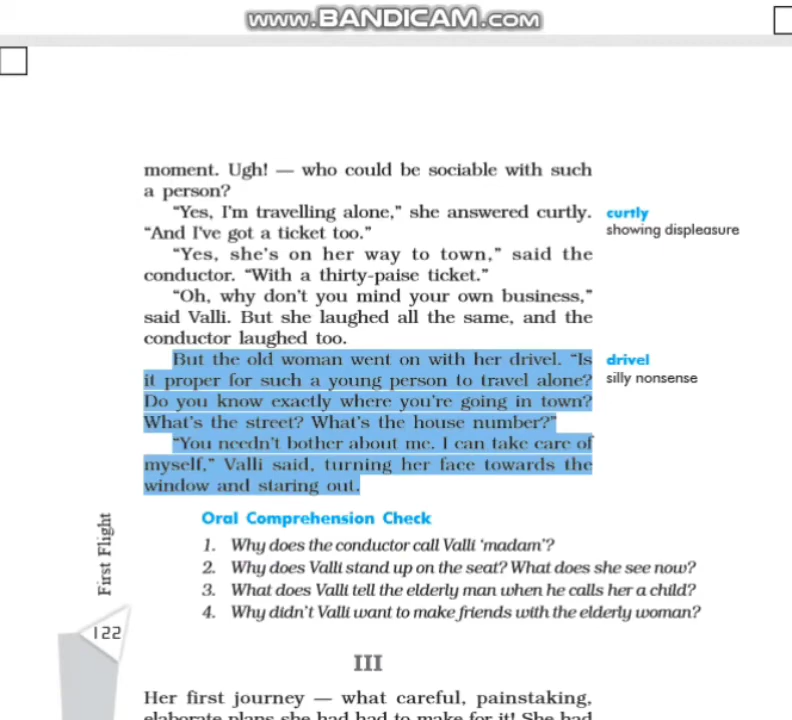 www.BANDICAM.com
moment. Ugh! — who could be sociable with such
a person?
“Yes, I'm travelling alone,” she answered curtly.
“And I've got a ticket too.”
curtly
showing displeasure
“Yes, she's on her way to town,” said the
conductor. “With a thirty-paise ticket.”
“Oh, why don't you mind your own business,”
said Valli. But she laughed all the same, and the
conductor laughed too.
But the old woman went on with her drivel. “Is
it proper for such a young person to travel alone?
Do you know exactly where you're going in town?
What's the street? What's the house number?”
drivel
silly nonsense
“You needn't bother about me. I can take care of
myself,” Valli said, turning her face towards the
window and staring out.
Oral Comprehension Check
1. Why does the conductor call Valli ‘madam’?
2. Why does Valli stand up on the seat? What does she see now?
3. What does Valli tell the elderly man when he calls her a child?
4. Why didn't Valli want to make friends with the elderly woman?
First Flight
122
III
Her first journey — what careful, painstaking,
elaborate plans she had had to make for it! She had